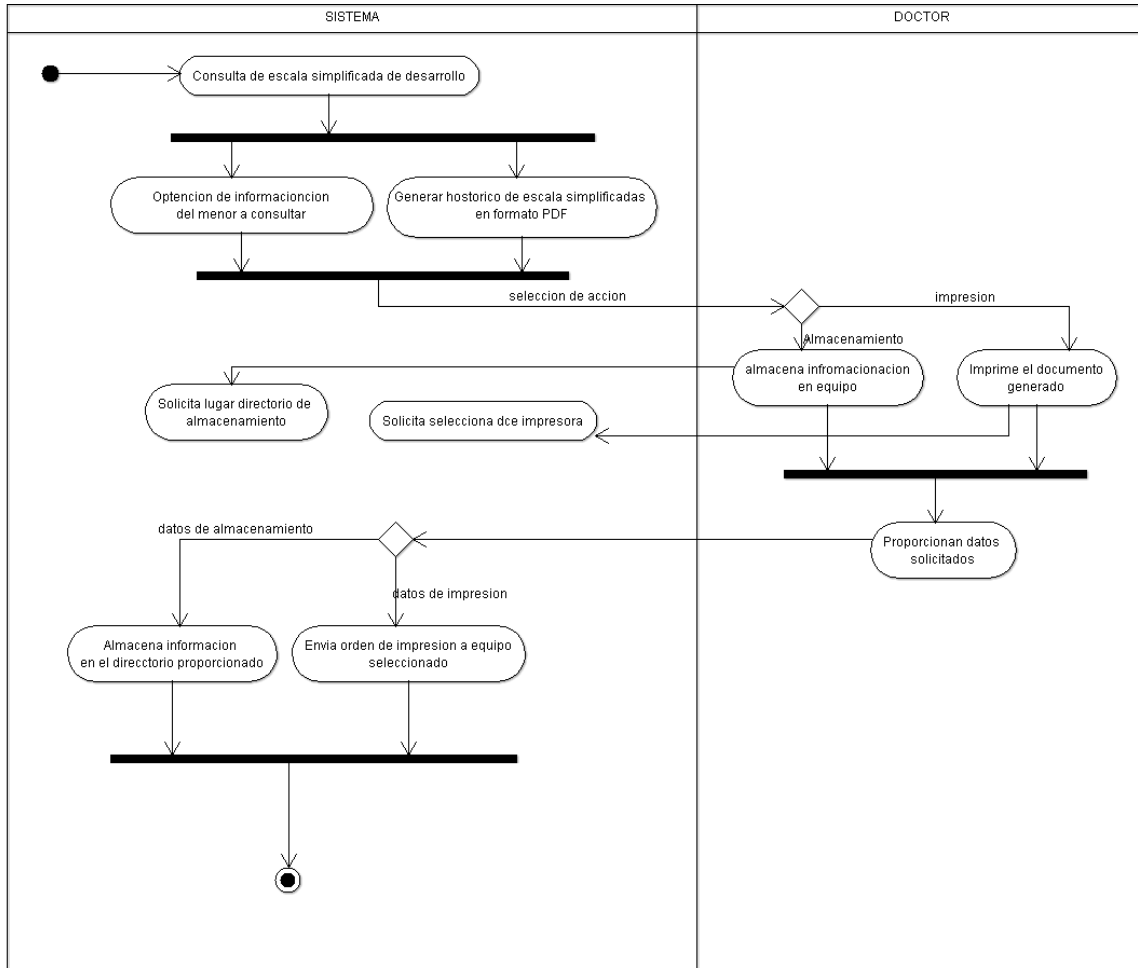 SISTEMA
DOCTOR
Consulta de escala simplificada de desarrollo
Optencion de informacioncion
del menor a consultar
Generar hostorico de escala simplificadas
en formato PDF
seleccion de accion
impresion
Almacenamiento
almacena infromacionacion
en equipo
Imprime el documento
generado
Solicita lugar directorio de
almacenamiento
Solicita selecciona dce impresora
datos de almacenamiento
Proporcionan datos
solicitados
datos de impresion
Almacena informacion
en el direcctorio proporcionado
Envia orden de impresion a equipo
seleccionado